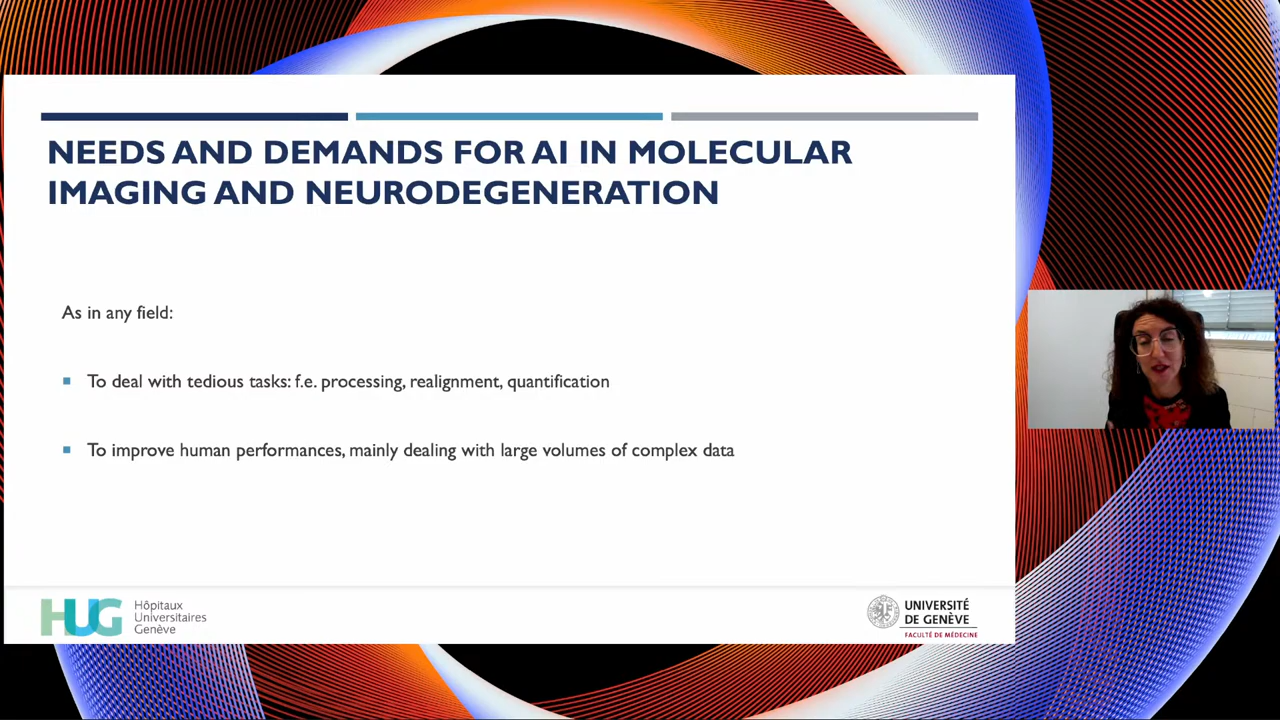 NEEDS AND DEMANDS FOR AI IN MOLECULAR
IMAGING AND NEURODEGENERATION
As in any field:
To deal with tedious tasks: f.e. processing, realignment, quantification
To improve human performances, mainly dealing with large volumes of complex data
HUG
Hôpitaux
Universitaires
Genève
UNIVERSITÉ
DE GENÈVE
FACULTÉ DE MÉDECINE